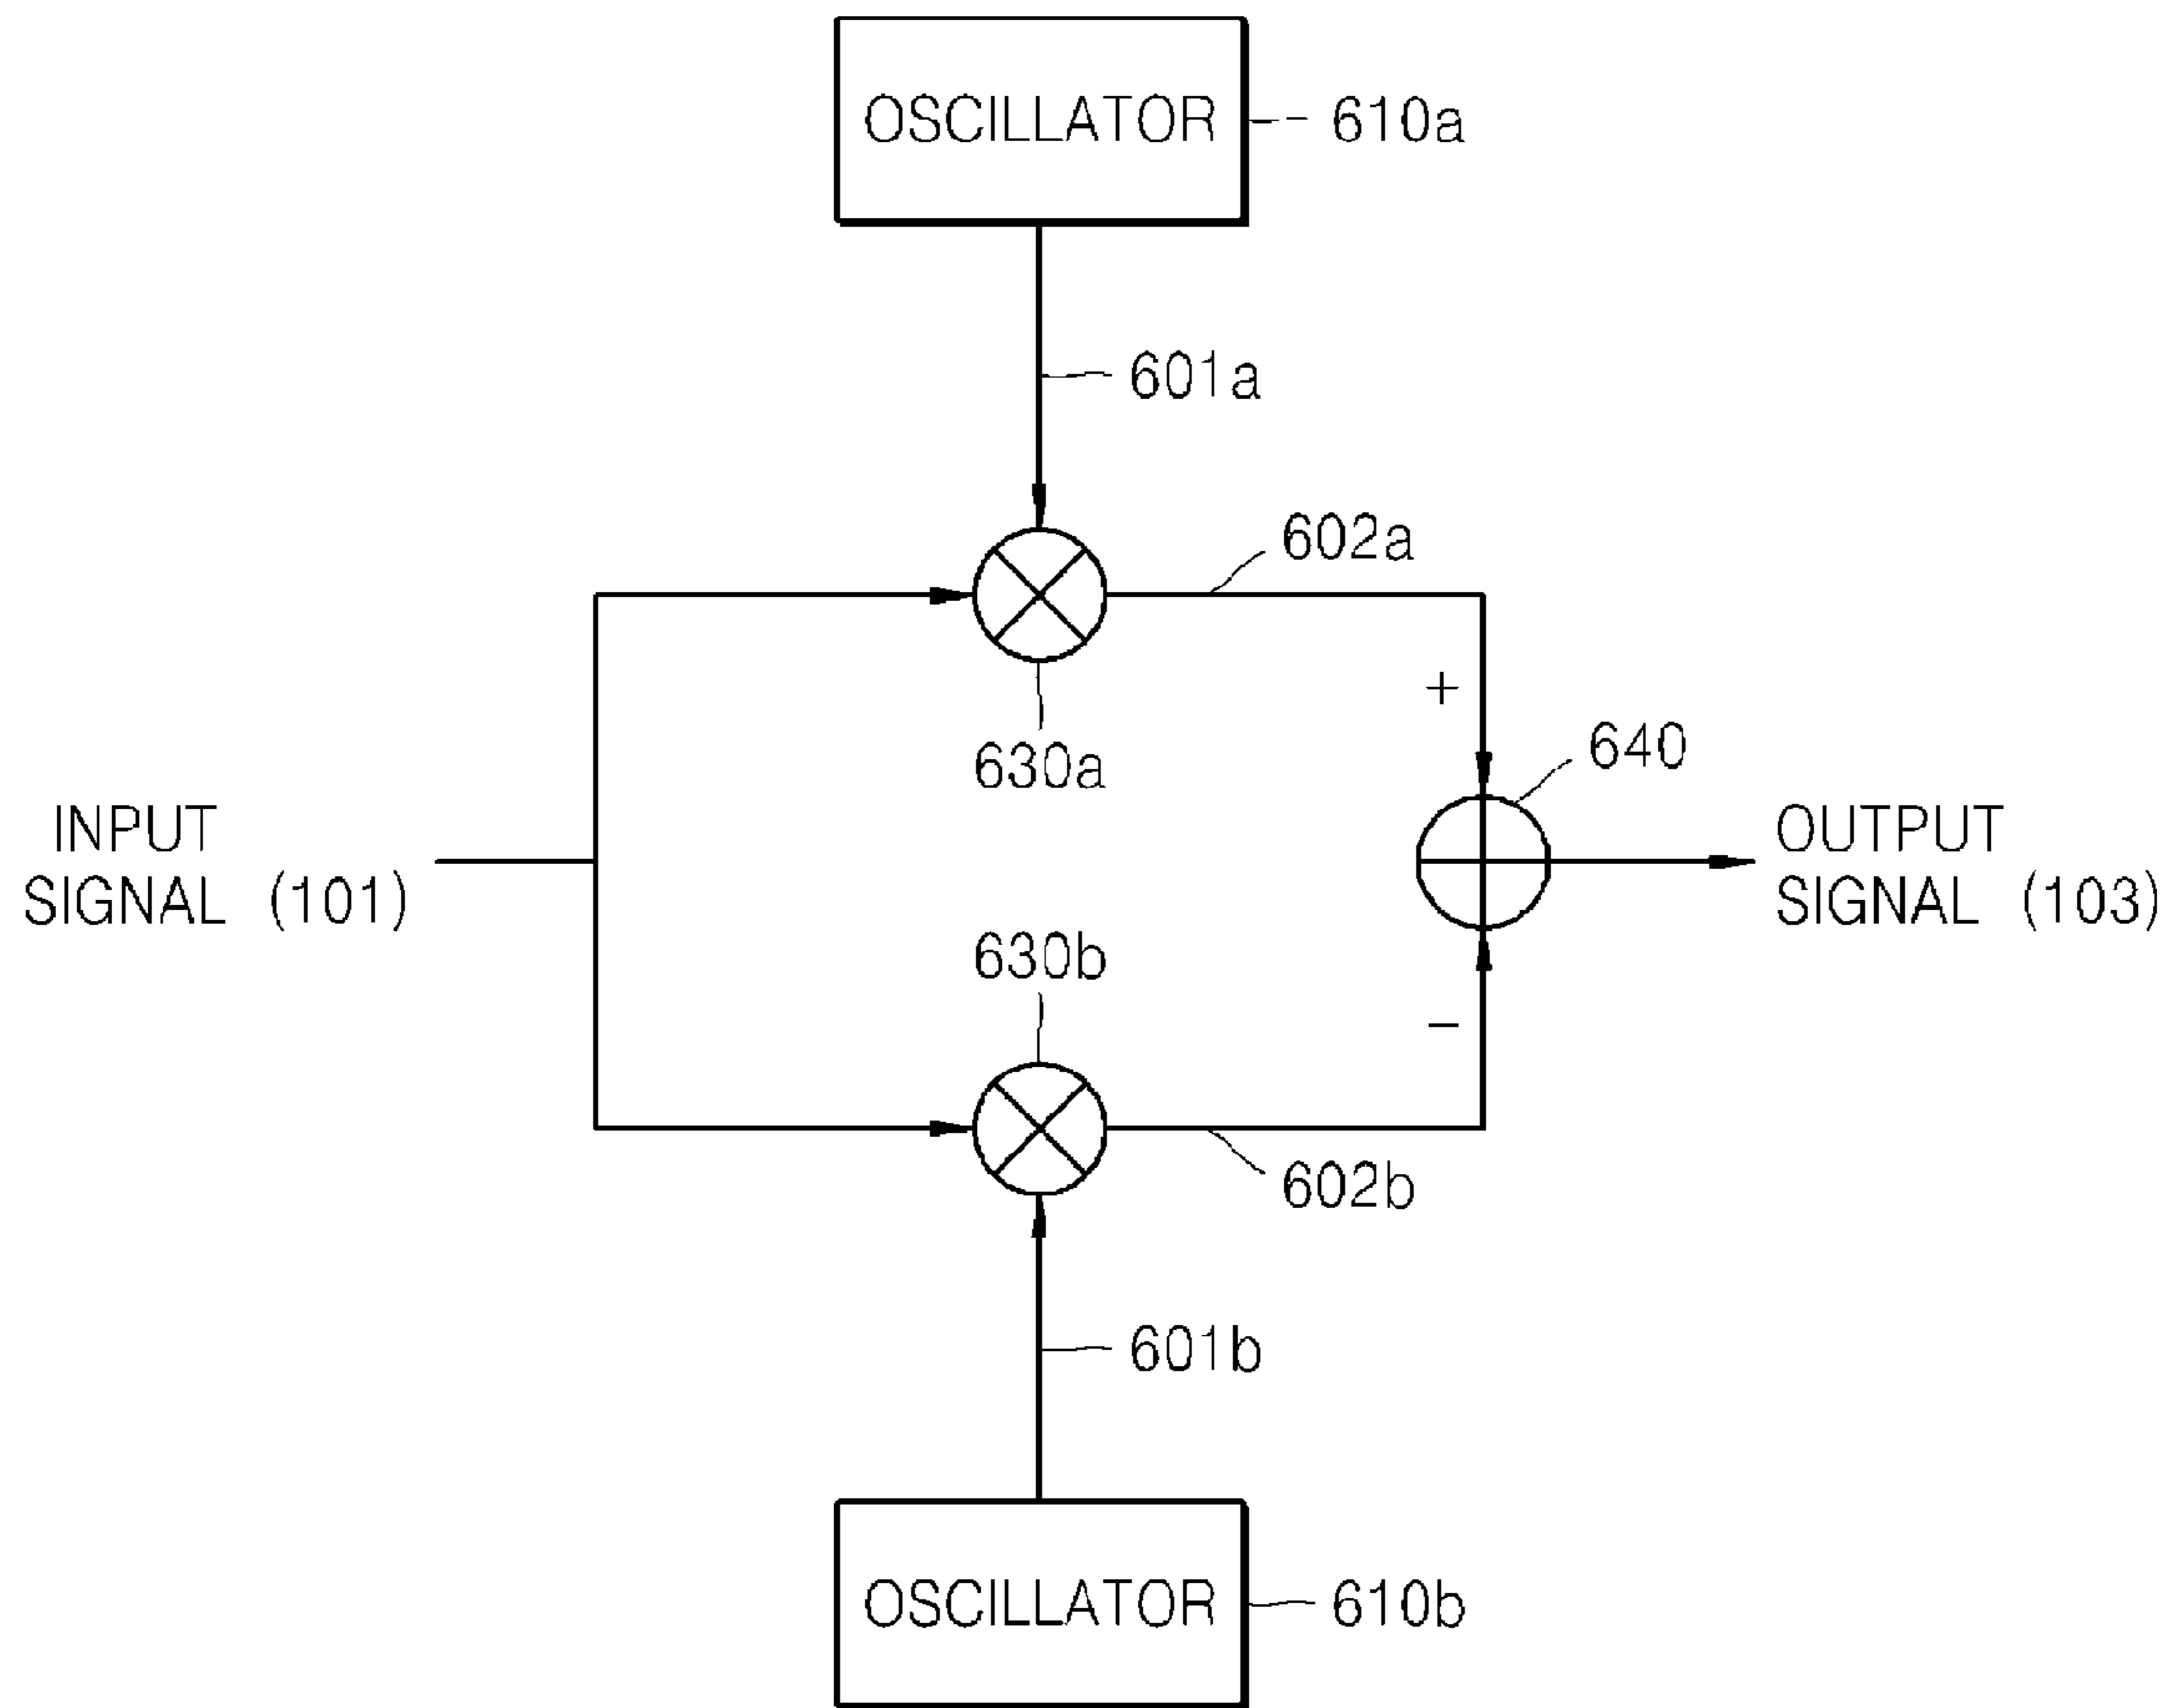 OSCILLATOR
610a
601a
602a
630a
+
640
INPUT
SIGNAL (101)
OUTPUT
SIGNAL (103)
630b
−
602b
601b
OSCILLATOR
610b